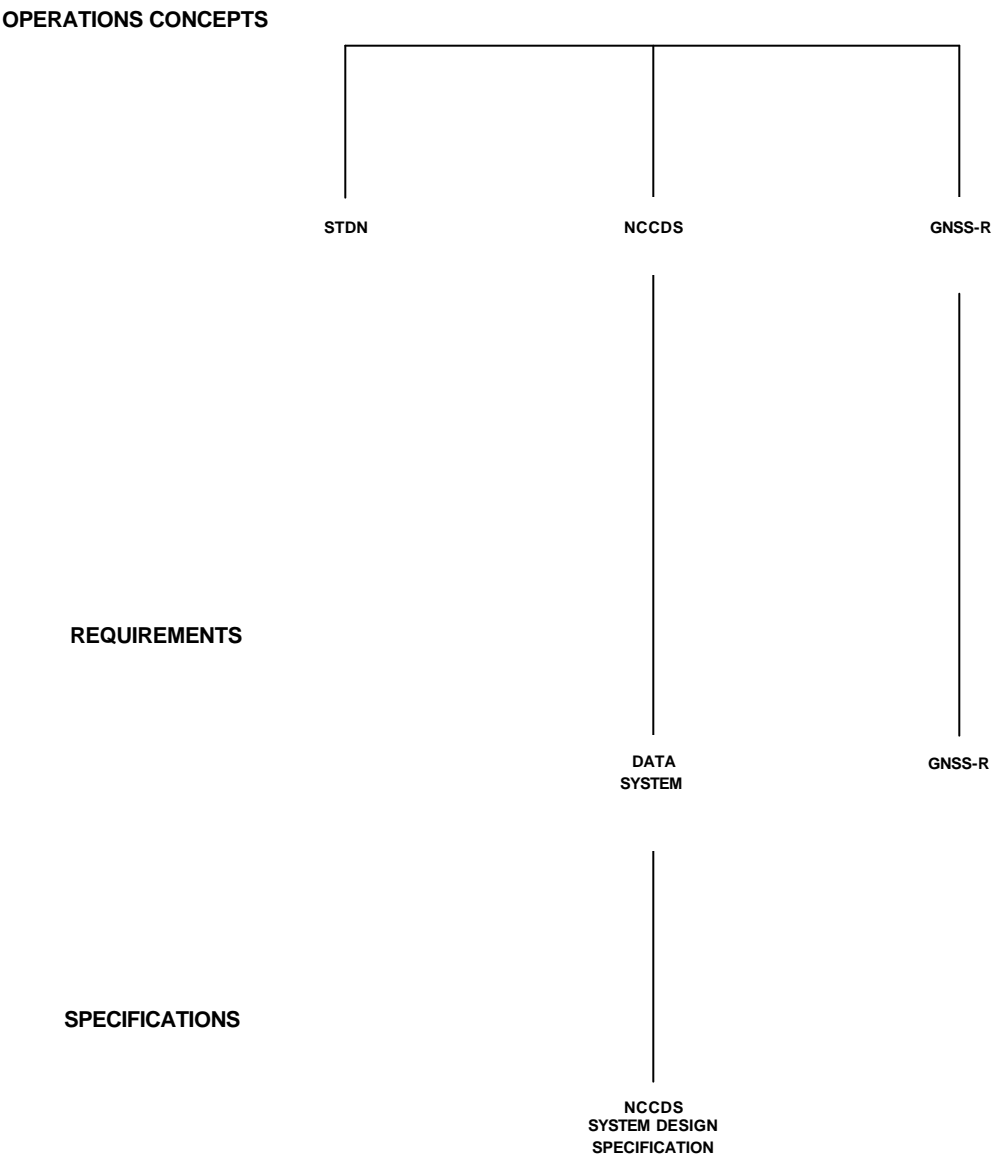 OPERATIONS CONCEPTS
STDN
NCCDS
GNSS-R
REQUIREMENTS
DATA
SYSTEM
GNSS-R
SPECIFICATIONS
NCCDS
SYSTEM DESIGN
SPECIFICATION